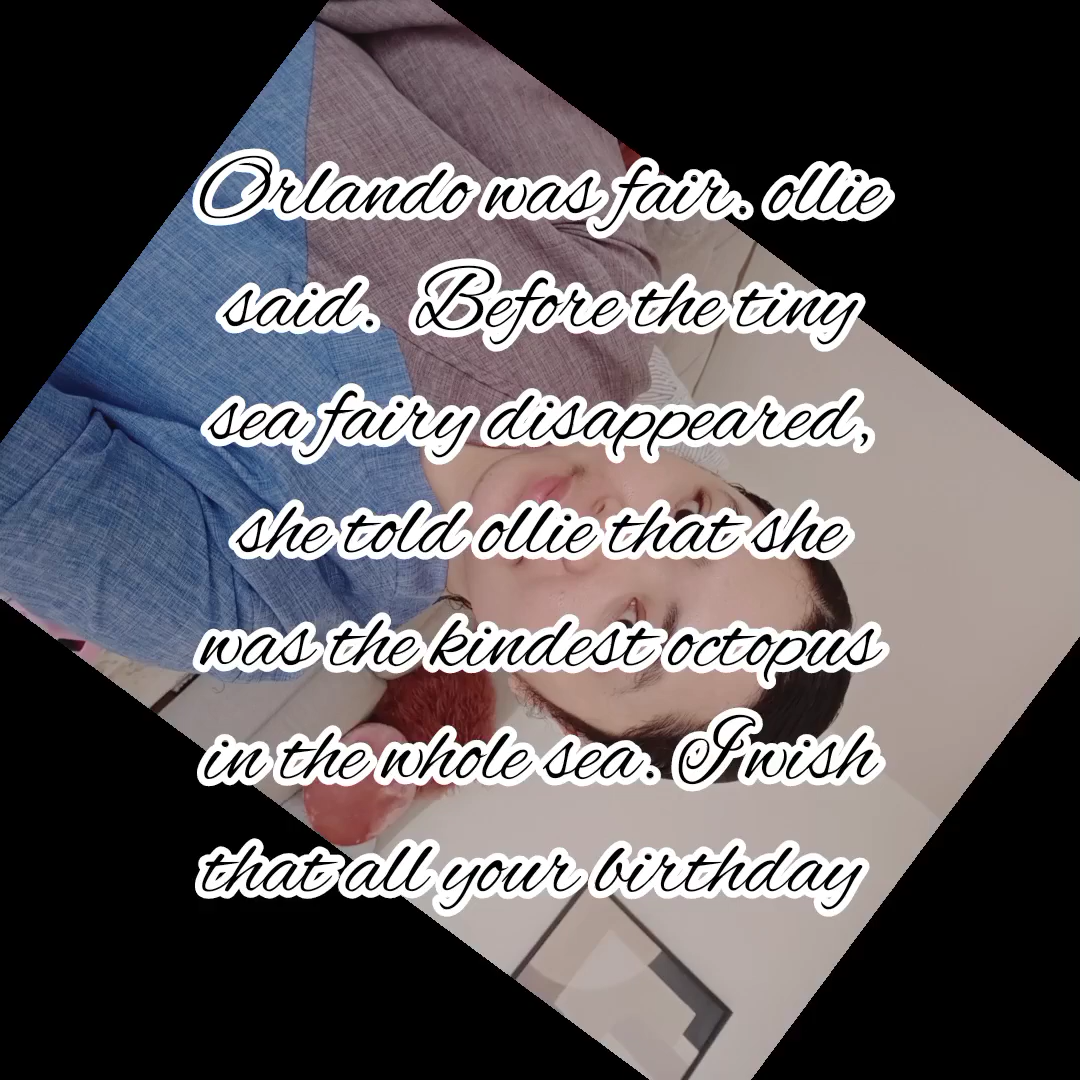 Orlando was fair. ollie
said.  Before the tiny
sea fairy disappeared,
she told ollie that she
was the kindest octopus
in the whole sea. I wish
that all your birthday